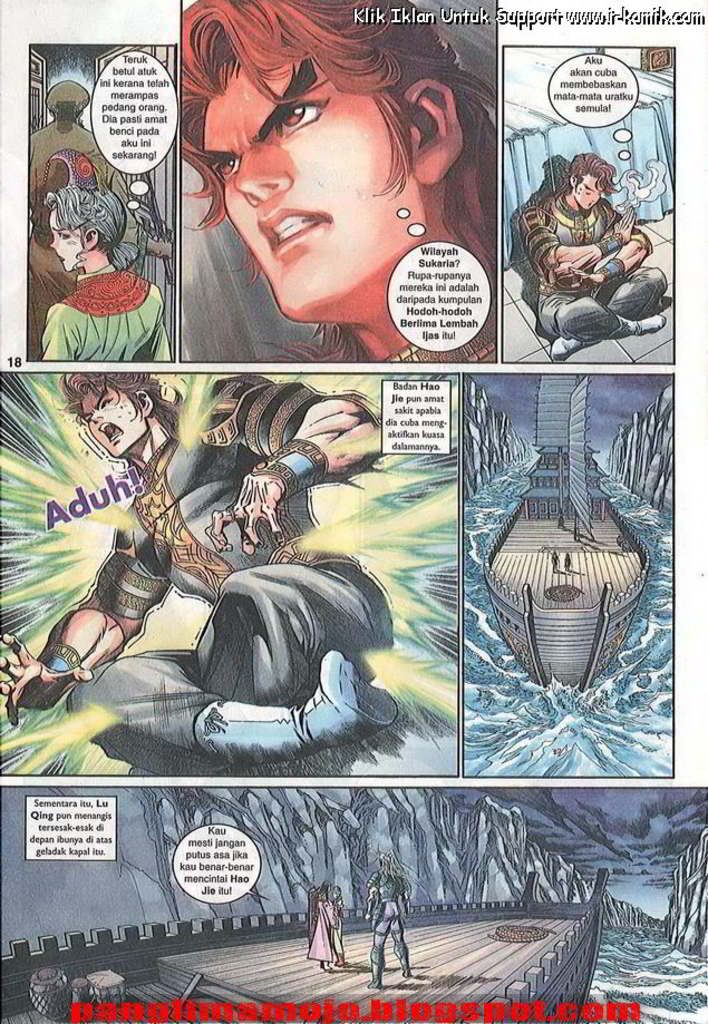 Klik Iklan Untuk Support www.ir-komik.com
Teruk
betul atuk
ini kerana telah
merampas
pedang orang.
Dia pasti amat
benci pada
aku ini
sekarang!
Wilayah
Sukaria?
Rupa-rupanya
mereka ini adalah
daripada kumpulan
Hodoh-hodoh
Berlima Lembah
Ijas itu!
Aku
akan cuba
membebaskan
mata-mata uratku
semula!
18
Aduh!
Badan Hao
Jie pun amat
sakit apabia
dia cuba meng-
aktifkan kuasa
dalamannya.
Sementara itu, Lu
Qing pun menangis
tersesak-esak di
depan ibunya di atas
geladak kapal itu.
Kau
mesti jangan
putus asa jika
kau benar-benar
mencintai Hao
Jie itu!
panglimamojo.blogspot.com